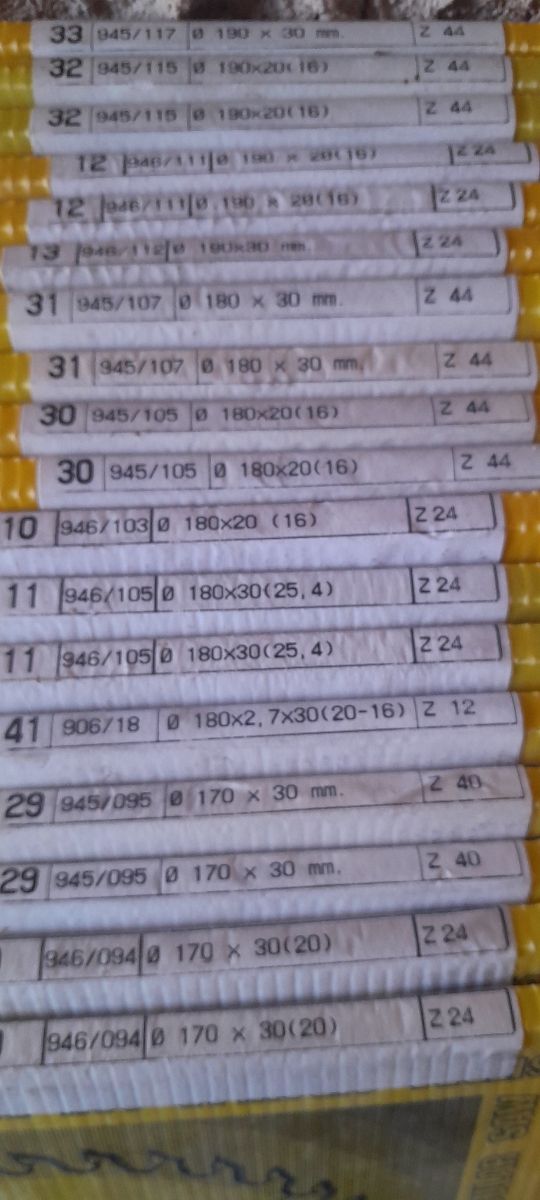 33 945/117 Ø 190 × 30 mm. Z 44
32 945/115 Ø 190×20(16) Z 44
32 945/115 Ø 190×20(16) Z 44
12 946/111 Ø 190 × 20(16) Z 24
12 946/111 Ø 190 × 20(16) Z 24
13 946/112 Ø 190×30 mm. Z 24
31 945/107 Ø 180 × 30 mm. Z 44
31 945/107 Ø 180 × 30 mm. Z 44
30 945/105 Ø 180×20(16) Z 44
30 945/105 Ø 180×20(16) Z 44
10 946/103 Ø 180×20 (16) Z 24
11 946/105 Ø 180×30(25,4) Z 24
11 946/105 Ø 180×30(25,4) Z 24
41 906/18 Ø 180×2,7×30(20-16) Z 12
29 945/095 Ø 170 × 30 mm. Z 40
29 945/095 Ø 170 × 30 mm. Z 40
946/094 Ø 170 × 30(20) Z 24
946/094 Ø 170 × 30(20) Z 24